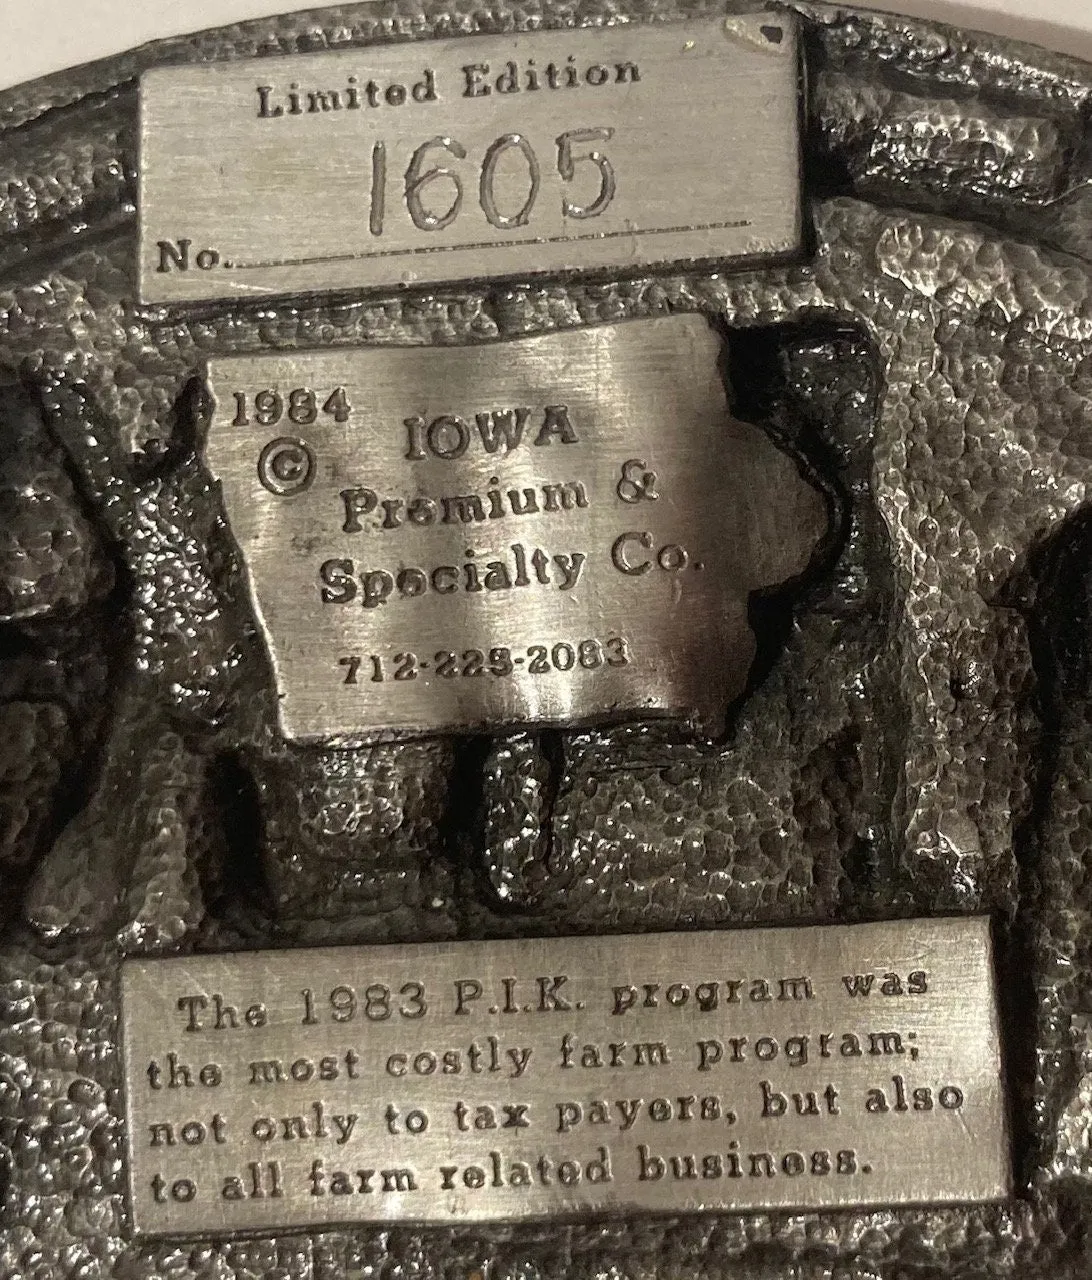 Limited Edition
1605
No.
1984
© IOWA
Premium &
Specialty Co.
712-225-2083
The 1983 P.I.K. program was
the most costly farm program;
not only to tax payers, but also
to all farm related business.